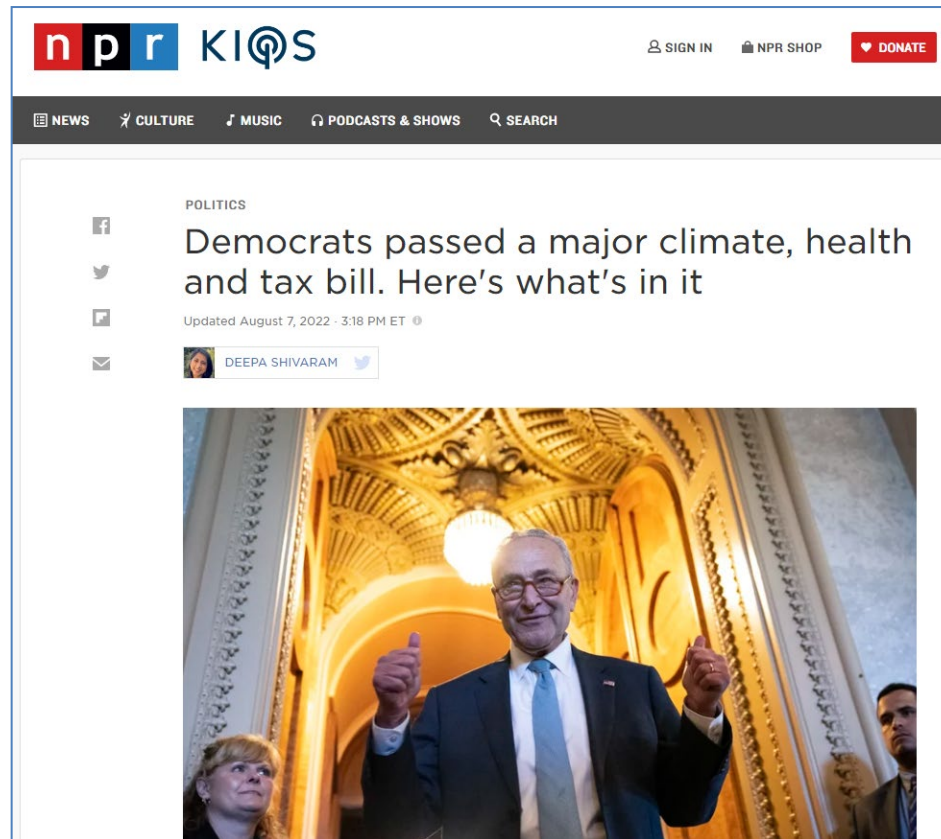 npr KIOS
SIGN IN NPR SHOP DONATE
NEWS CULTURE MUSIC PODCASTS & SHOWS SEARCH
POLITICS
Democrats passed a major climate, health
and tax bill. Here's what's in it
Updated August 7, 2022 · 3:18 PM ET
DEEPA SHIVARAM